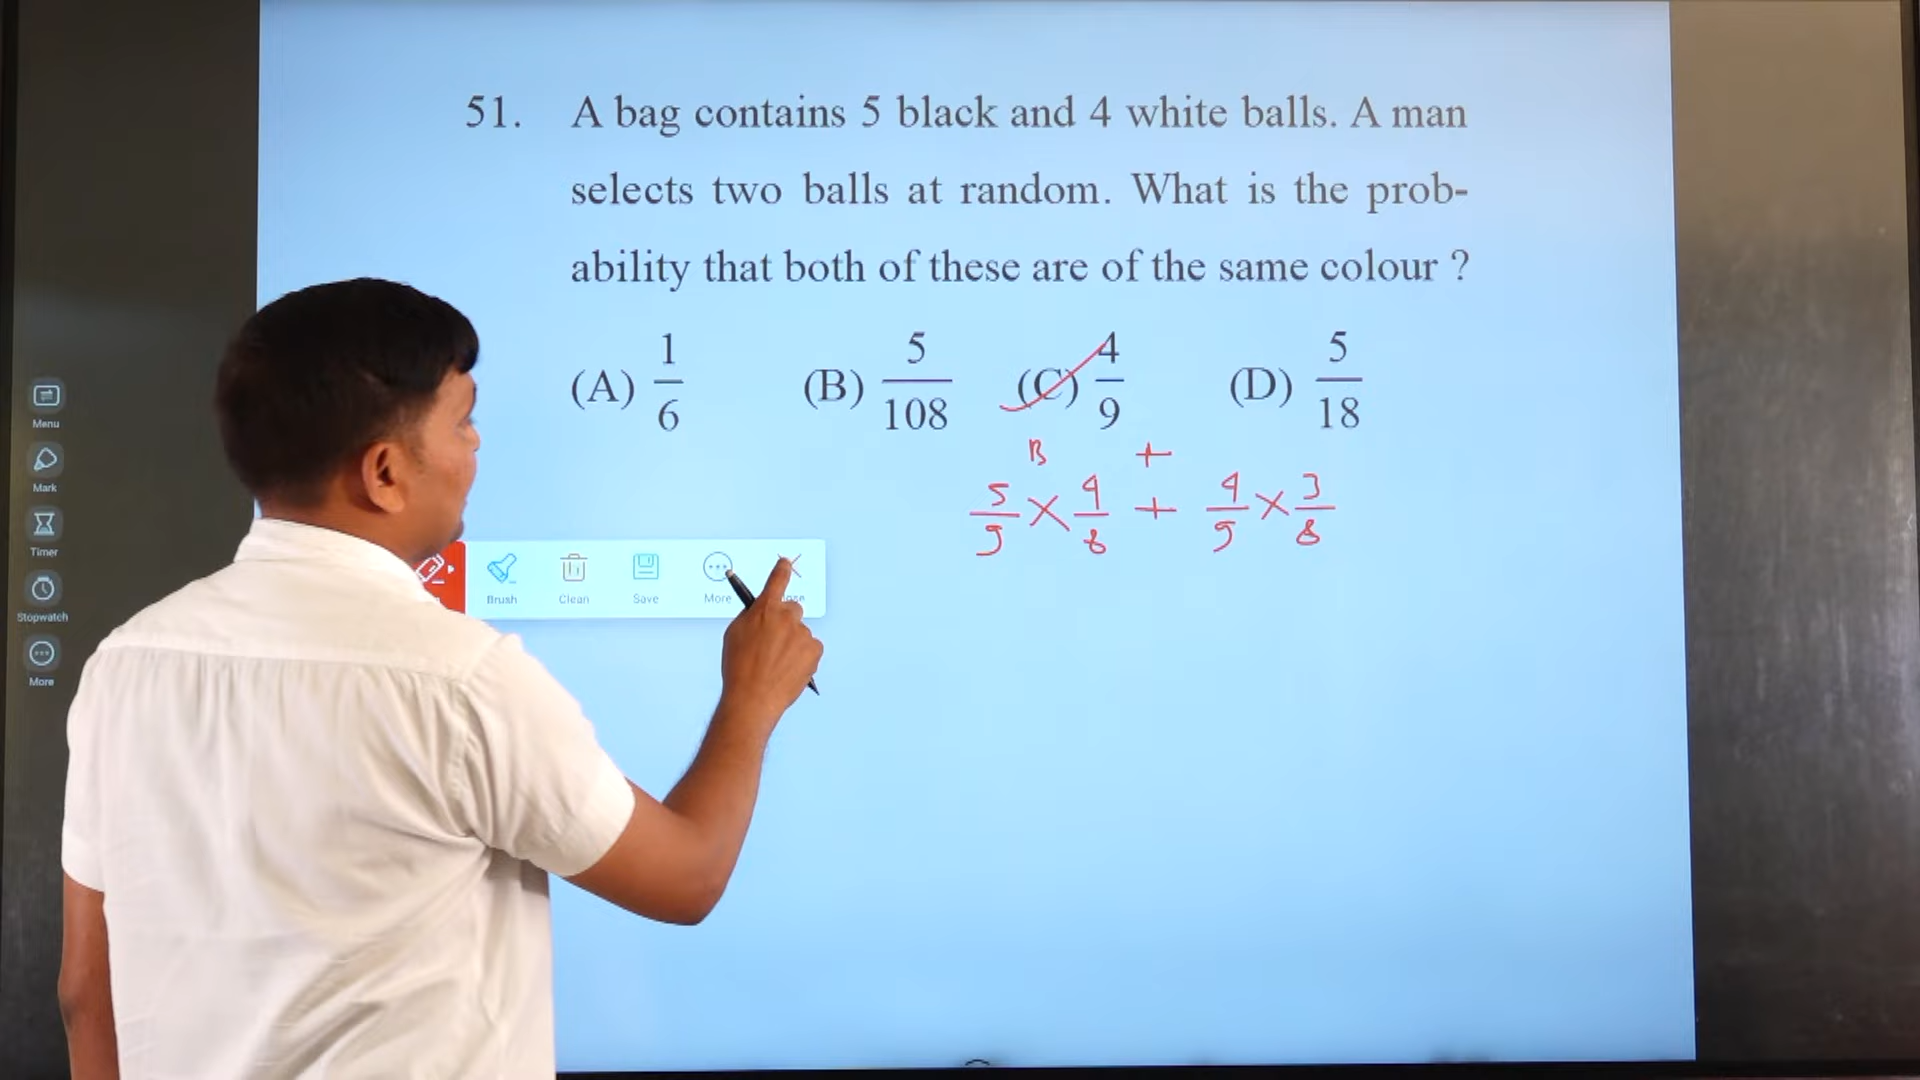 51. A bag contains 5 black and 4 white balls. A man
selects two balls at random. What is the prob-
ability that both of these are of the same colour ?
(A) 1/6 (B) 5/108 (C) 4/9 (D) 5/18
B +
5/9 × 4/8 + 4/9 × 3/8
Menu
Mark
Timer
Stopwatch
More
Brush
Clean
Save
More